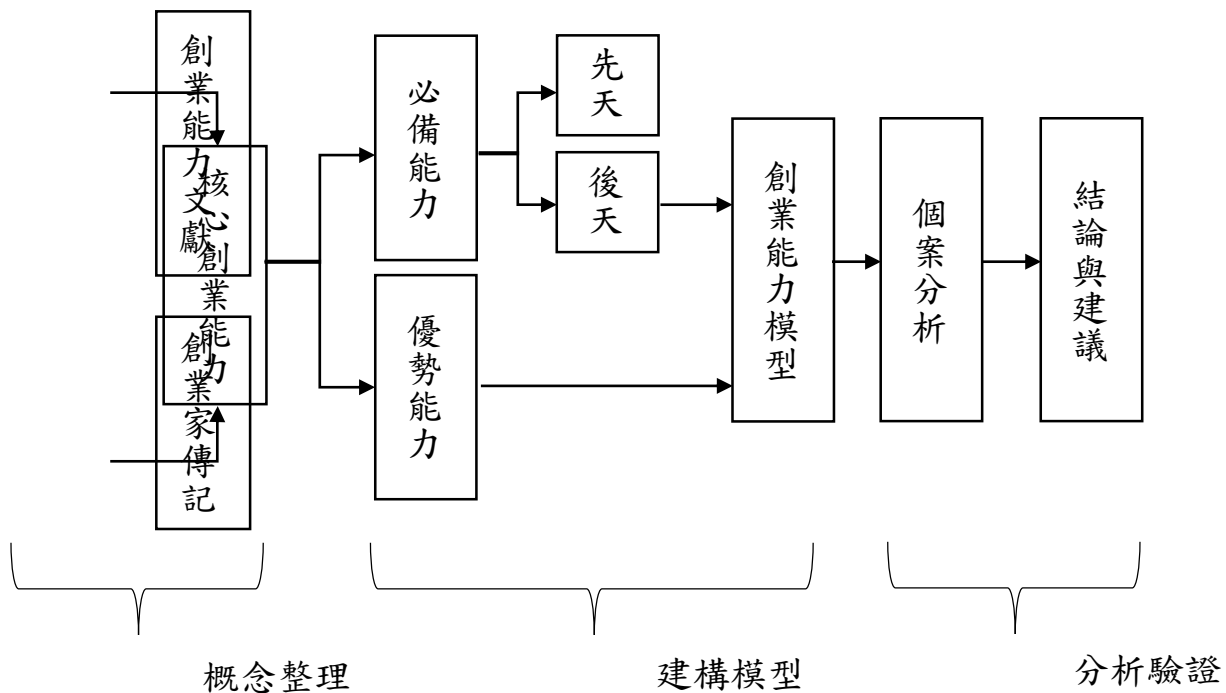 創業能力文獻
核心創業能力
創業家傳記
必備能力
優勢能力
先天
後天
創業能力模型
個案分析
結論與建議
概念整理
建構模型
分析驗證